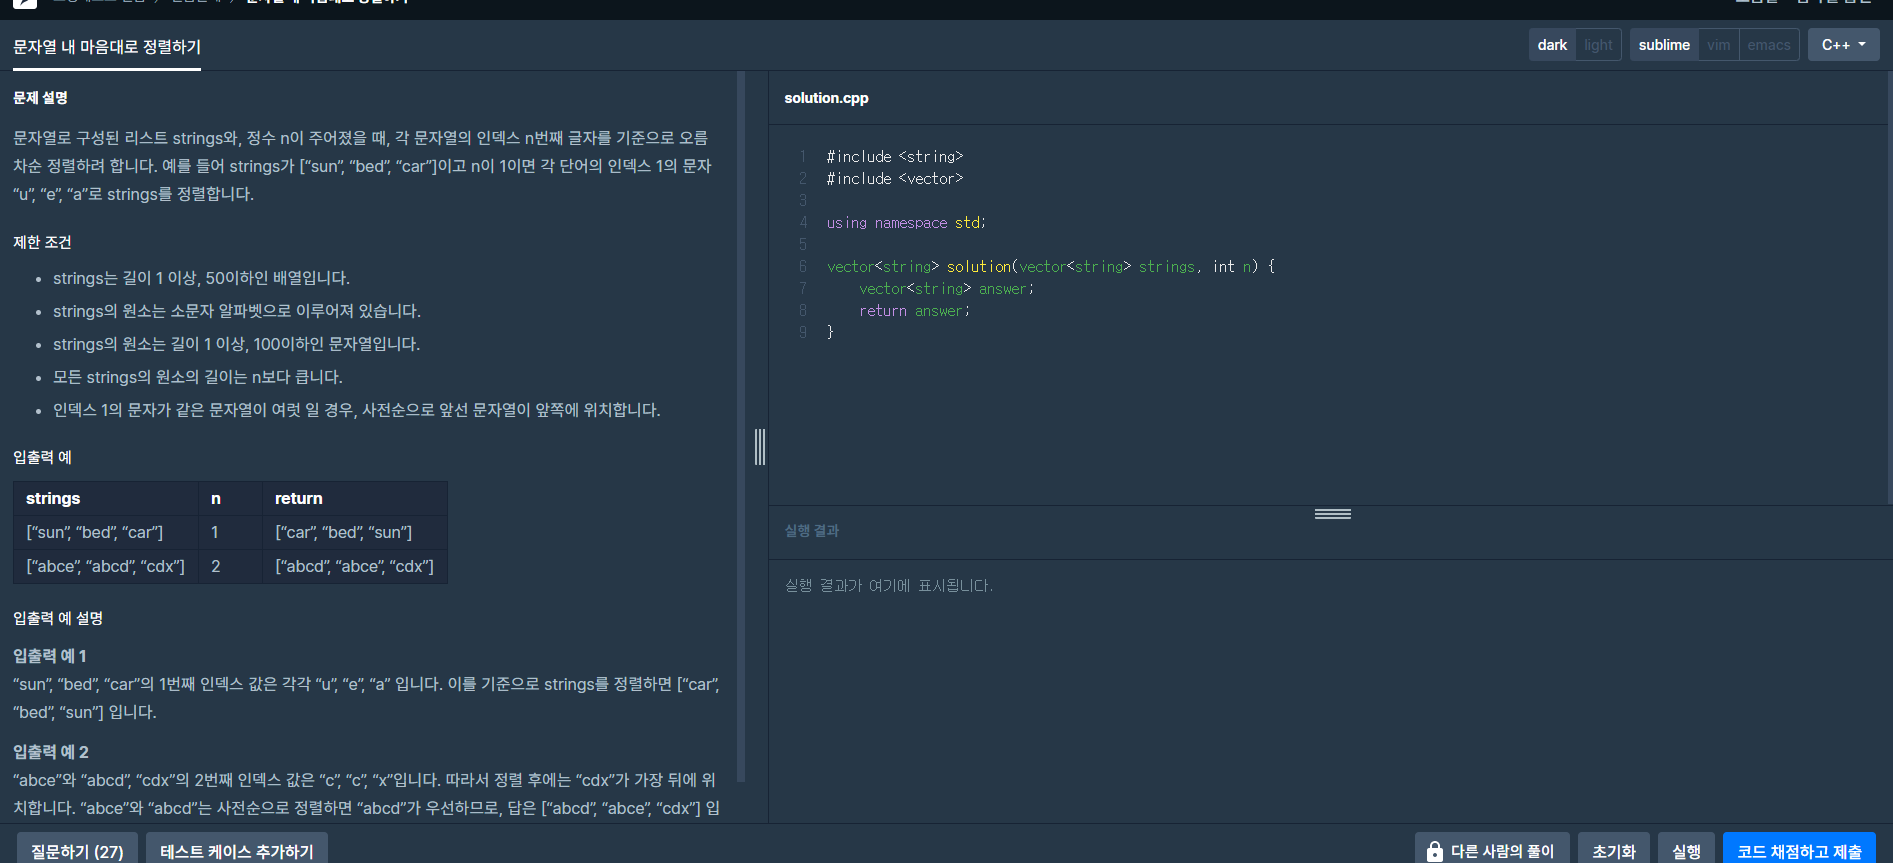 문자열 내 마음대로 정렬하기
dark light sublime vim emacs C++
문제 설명
문자열로 구성된 리스트 strings와, 정수 n이 주어졌을 때, 각 문자열의 인덱스 n번째 글자를 기준으로 오름
차순 정렬하려 합니다. 예를 들어 strings가 [“sun”, “bed”, “car”]이고 n이 1이면 각 단어의 인덱스 1의 문자
“u”, “e”, “a”로 strings를 정렬합니다.
제한 조건
• strings는 길이 1 이상, 50이하인 배열입니다.
• strings의 원소는 소문자 알파벳으로 이루어져 있습니다.
• strings의 원소는 길이 1 이상, 100이하인 문자열입니다.
• 모든 strings의 원소의 길이는 n보다 큽니다.
• 인덱스 1의 문자가 같은 문자열이 여럿 일 경우, 사전순으로 앞선 문자열이 앞쪽에 위치합니다.
입출력 예
strings n return
[“sun”, “bed”, “car”] 1 [“car”, “bed”, “sun”]
[“abce”, “abcd”, “cdx”] 2 [“abcd”, “abce”, “cdx”]
입출력 예 설명
입출력 예 1
“sun”, “bed”, “car”의 1번째 인덱스 값은 각각 “u”, “e”, “a” 입니다. 이를 기준으로 strings를 정렬하면 [“car”,
“bed”, “sun”] 입니다.
입출력 예 2
“abce”와 “abcd”, “cdx”의 2번째 인덱스 값은 “c”, “c”, “x”입니다. 따라서 정렬 후에는 “cdx”가 가장 뒤에 위
치합니다. “abce”와 “abcd”는 사전순으로 정렬하면 “abcd”가 우선하므로, 답은 [“abcd”, “abce”, “cdx”] 입
solution.cpp
1 #include <string>
2 #include <vector>
3
4 using namespace std;
5
6 vector<string> solution(vector<string> strings, int n) {
7 vector<string> answer;
8 return answer;
9 }
실행 결과
실행 결과가 여기에 표시됩니다.
질문하기 (27) 테스트 케이스 추가하기 다른 사람의 풀이 초기화 실행 코드 채점하고 제출